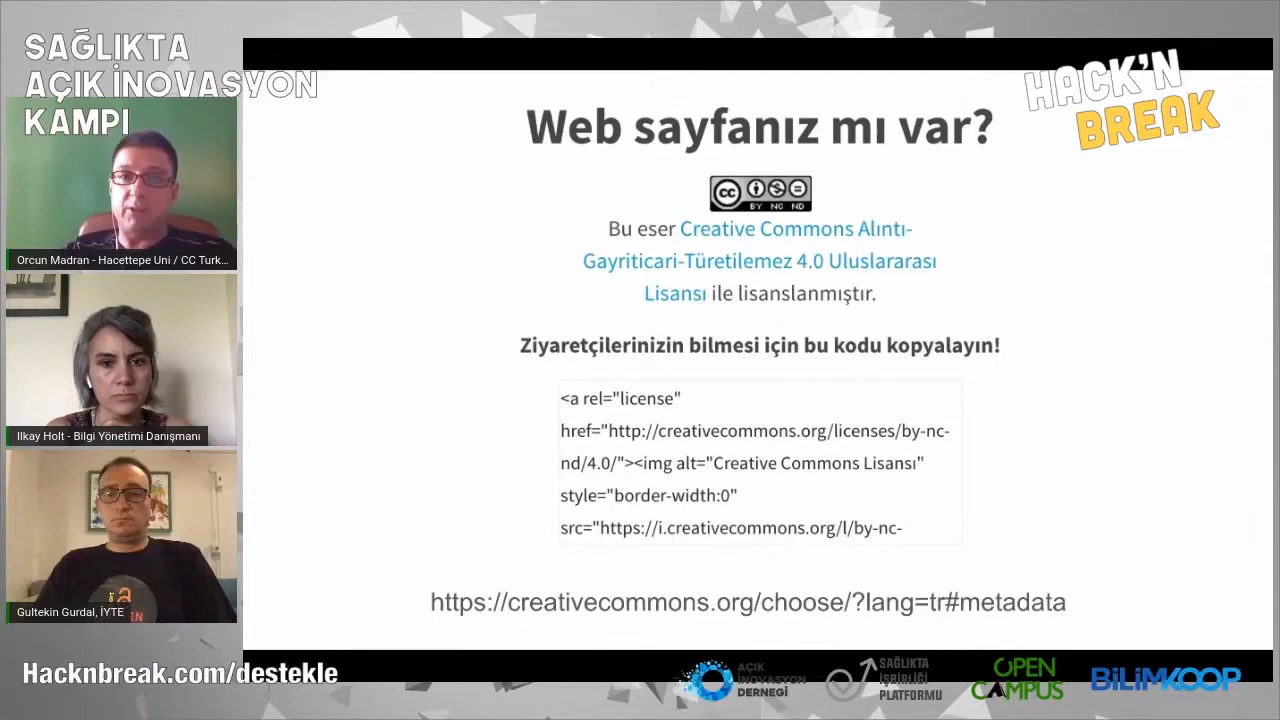 SAĞLIKTA
AÇIK İNOVASYON
KAMPI
HACK'N
BREAK
Orcun Madran - Hacettepe Uni / CC Turk...
Ilkay Holt - Bilgi Yönetimi Danışmanı
Gultekin Gurdal, İYTE
Web sayfanız mı var?
cc
BY NC ND
Bu eser Creative Commons Alıntı-
Gayriticari-Türetilemez 4.0 Uluslararası
Lisansı ile lisanslanmıştır.
Ziyaretçilerinizin bilmesi için bu kodu kopyalayın!
<a rel="license"
href="http://creativecommons.org/licenses/by-nc-
nd/4.0/"><img alt="Creative Commons Lisansı"
style="border-width:0"
src="https://i.creativecommons.org/l/by-nc-
https://creativecommons.org/choose/?lang=tr#metadata
Hacknbreak.com/destekle
AÇIK
İNOVASYON
DERNEĞİ
SAĞLIKTA
İŞBİRLİĞİ
PLATFORMU
OPEN
CAMPUS
BİLİMKOOP